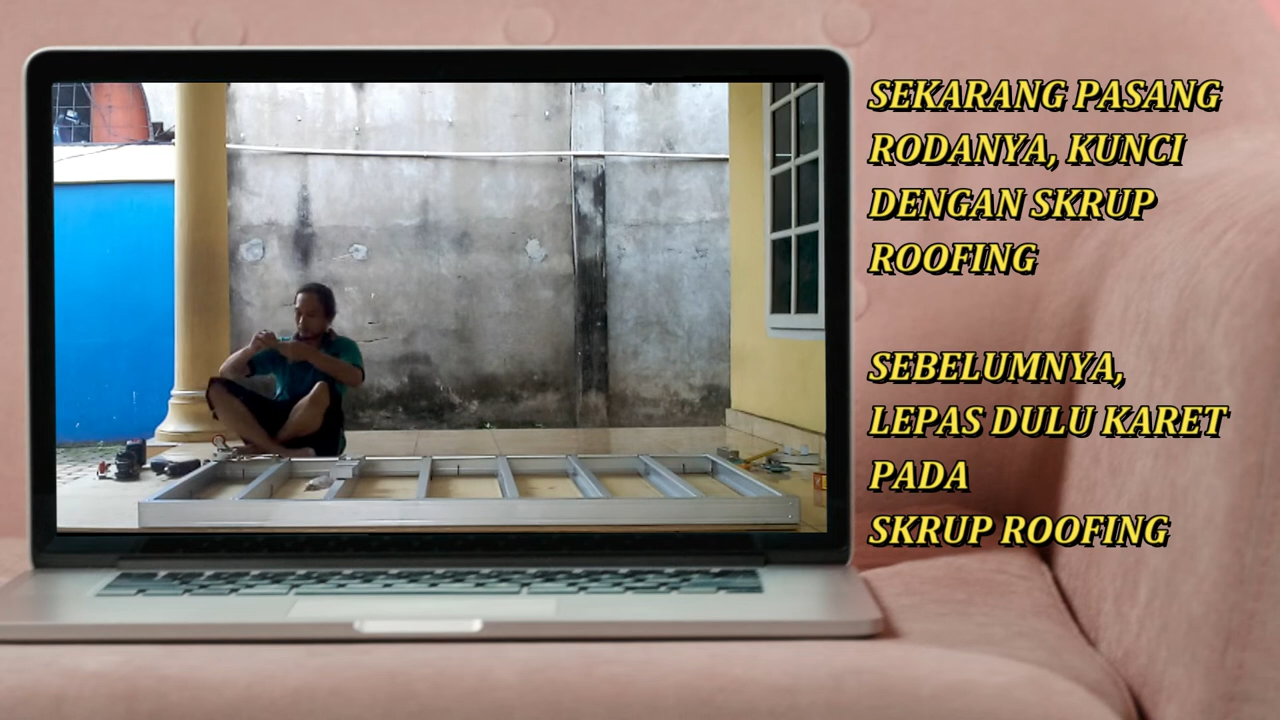 SEKARANG PASANG
RODANYA, KUNCI
DENGAN SKRUP
ROOFING
SEBELUMNYA,
LEPAS DULU KARET
PADA
SKRUP ROOFING